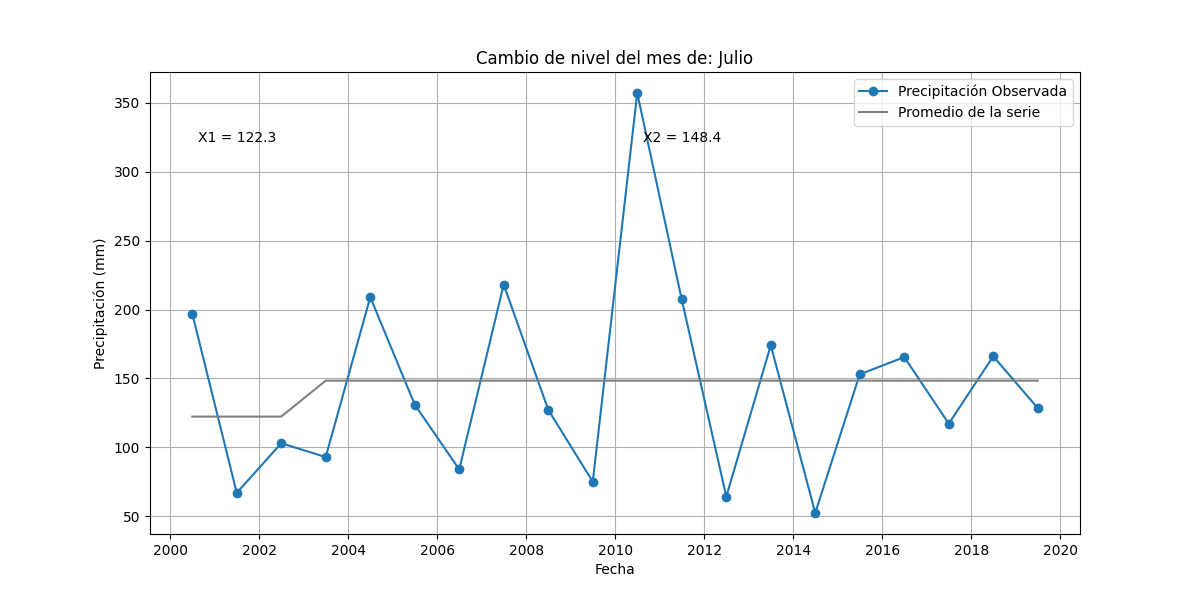 Cambio de nivel del mes de: Julio
Precipitación Observada
Promedio de la serie
X1 = 122.3
X2 = 148.4
Precipitación (mm)
350
300
250
200
150
100
50
2000 2002 2004 2006 2008 2010 2012 2014 2016 2018 2020
Fecha